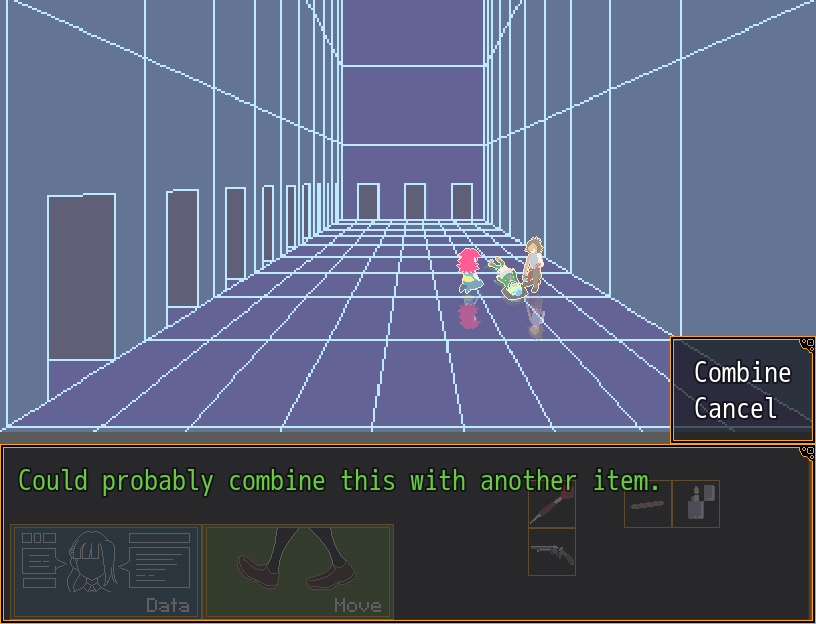 Combine
Cancel
Could probably combine this with another item.
Data
Move